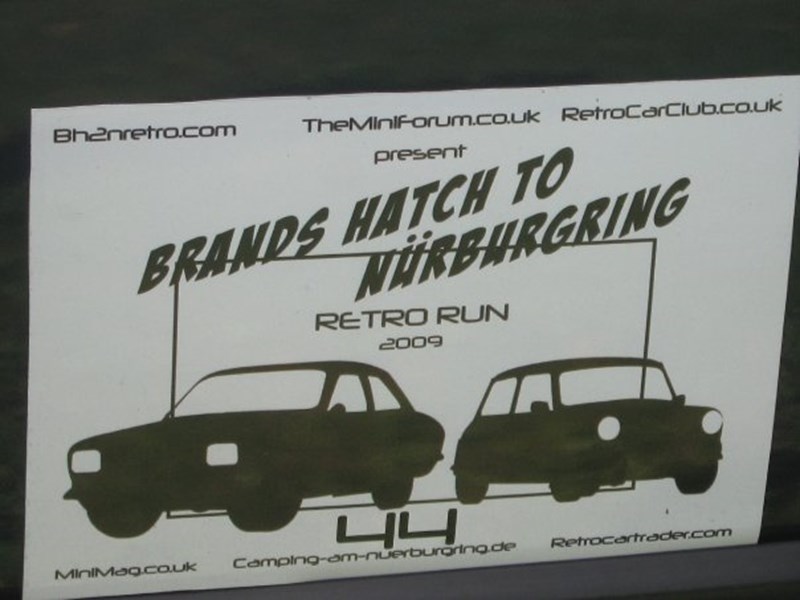 Bh2nretro.com TheMiniForum.co.uk RetroCarClub.co.uk
present
BRANDS HATCH TO
NÜRBURGRING
RETRO RUN
2009
44
MiniMag.co.uk Camping-am-nuerburgring.de Retrocartrader.com